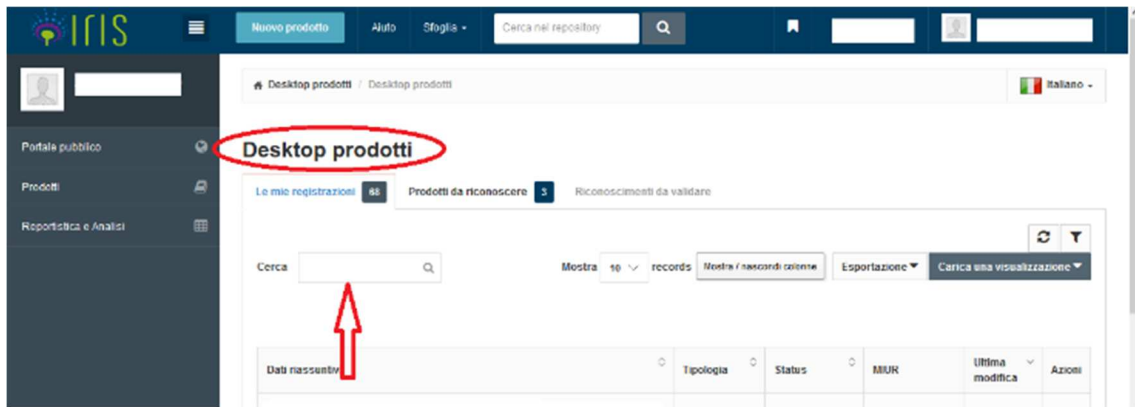 IRIS
Nuovo prodotto
Aiuto
Sfoglia
Cerca nel repository
Desktop prodotti / Desktop prodotti
Italiano
Portale pubblico
Prodotti
Reportistica e Analisi
Desktop prodotti
Le mie registrazioni 68
Prodotti da riconoscere 3
Riconoscimenti da validare
Cerca
Mostra 10 records
Mostra / nascondi colonne
Esportazione
Carica una visualizzazione
Dati riassuntivi
Tipologia
Status
MIUR
Ultima
modifica
Azioni